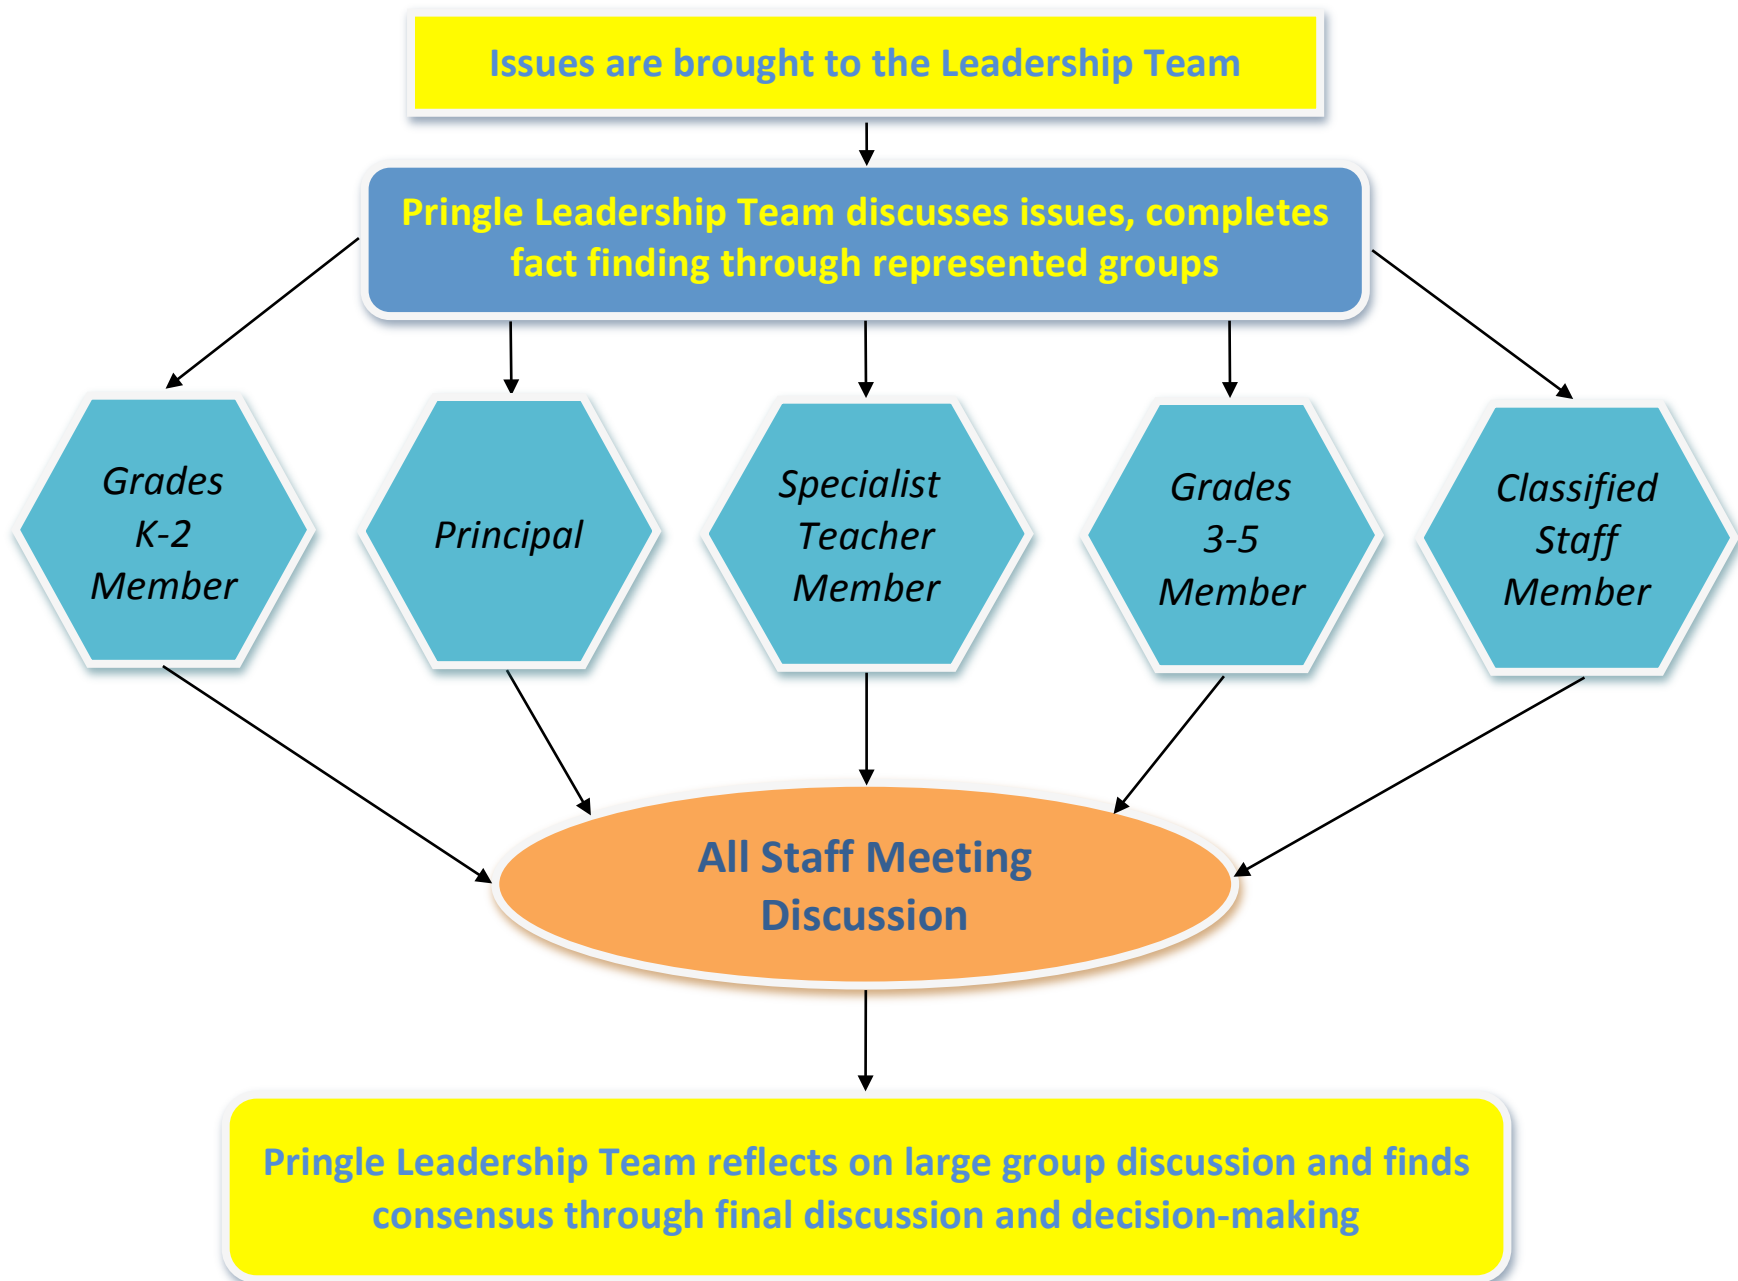 Issues are brought to the Leadership Team
Pringle Leadership Team discusses issues, completes
fact finding through represented groups
Grades
K-2
Member
Principal
Specialist
Teacher
Member
Grades
3-5
Member
Classified
Staff
Member
All Staff Meeting
Discussion
Pringle Leadership Team reflects on large group discussion and finds
consensus through final discussion and decision-making